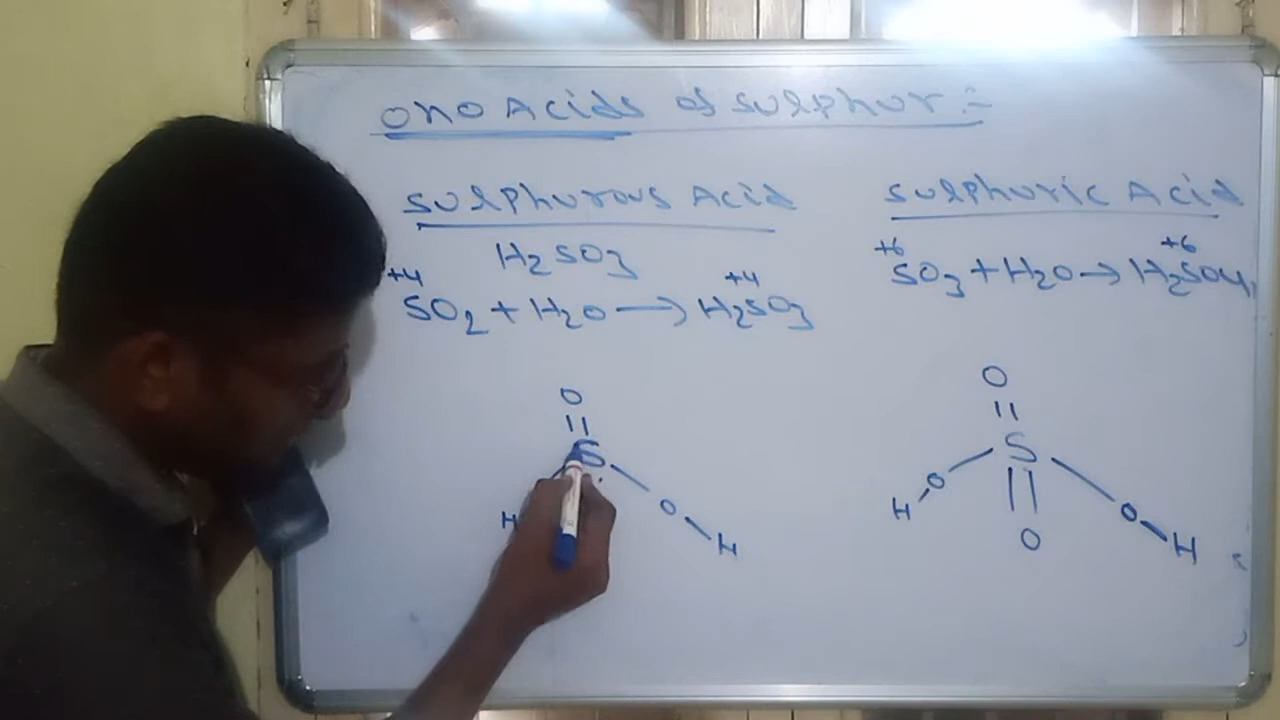 OxO Acids of Sulphur :-
Sulphurous Acid
H2SO3
+4 +4
SO2 + H2O → H2SO3
O
S
O
H
H
Sulphuric Acid
+6 +6
SO3 + H2O → H2SO4
O
S
O
H
O
O
H